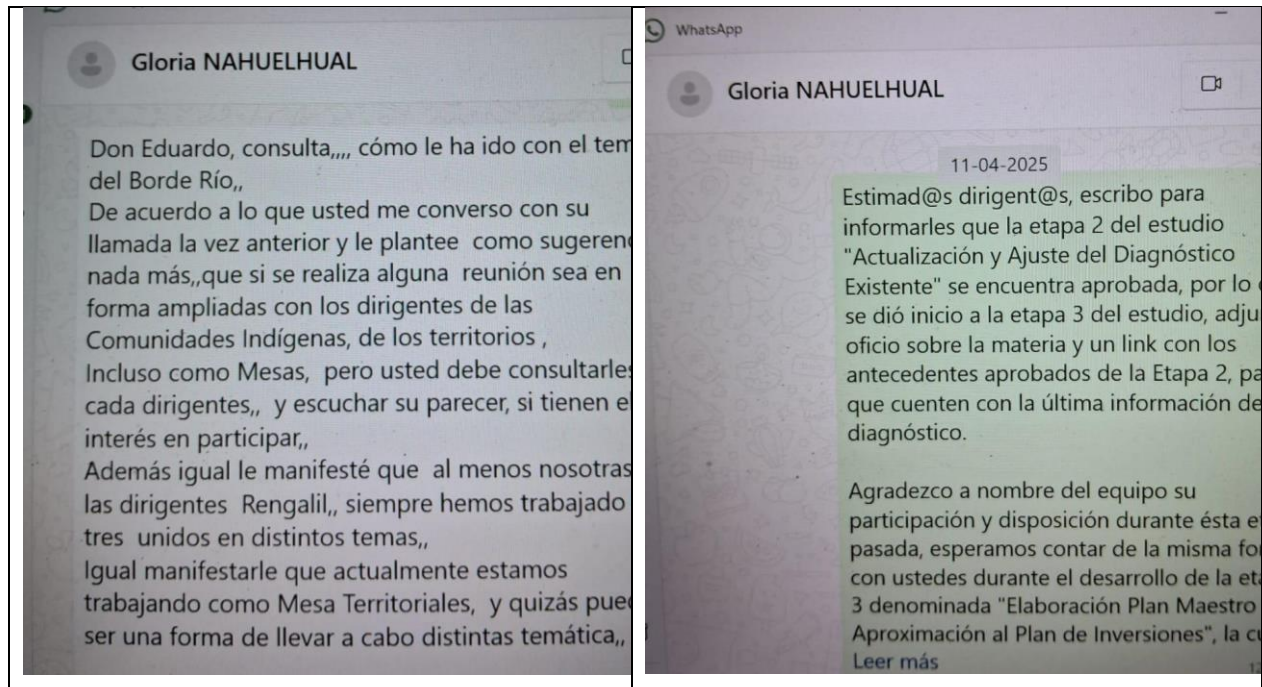 Gloria NAHUELHUAL
Don Eduardo, consulta,,,, cómo le ha ido con el
del Borde Río,,
De acuerdo a lo que usted me converso con su
llamada la vez anterior y le plantee como
nada más,,que si se realiza alguna reunión sea en
forma ampliadas con los dirigentes de las
Comunidades Indígenas, de los territorios ,
Incluso como Mesas, pero usted debe
cada dirigentes,, y escuchar su parecer, si tienen
interés en participar,,
Además igual le manifesté que al menos nosotras
las dirigentes Rengalil,, siempre hemos trabajado
tres unidos en distintos temas,,
Igual manifestarle que actualmente estamos
trabajando como Mesa Territoriales, y quizás
ser una forma de llevar a cabo distintas temática,,
WhatsApp
Gloria NAHUELHUAL
11-04-2025
Estimad@s dirigent@s, escribo para
informarles que la etapa 2 del estudio
"Actualización y Ajuste del Diagnóstico
Existente" se encuentra aprobada, por lo
se dió inicio a la etapa 3 del estudio,
oficio sobre la materia y un link con los
antecedentes aprobados de la Etapa 2,
que cuenten con la última información
diagnóstico.
Agradezco a nombre del equipo su
participación y disposición durante ésta
pasada, esperamos contar de la misma
con ustedes durante el desarrollo de la
3 denominada "Elaboración Plan Maestro
Aproximación al Plan de Inversiones", la
Leer más